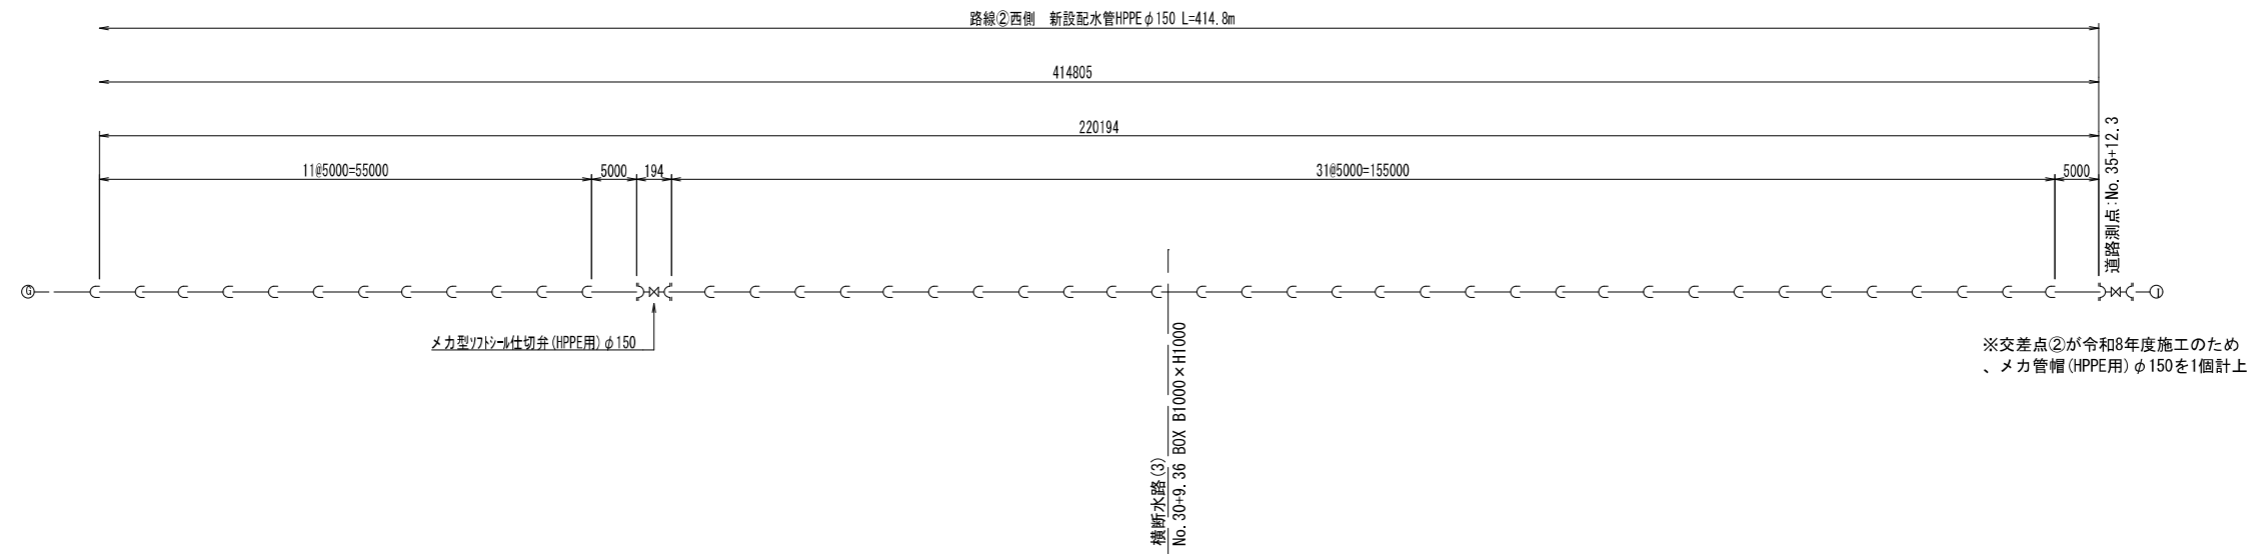 路線②西側 新設配水管HPPEφ150 L=414.8m
414805
220194
11@5000=55000
5000
194
31@5000=155000
5000
道路測点:No.35+12.3
G
I
メカ型ソフトシール仕切弁(HPPE用)φ150
※交差点②が令和8年度施工のため
、メカ管帽(HPPE用)φ150を1個計上
横断水路(3)
No.30+9.36 BOX B1000×H1000